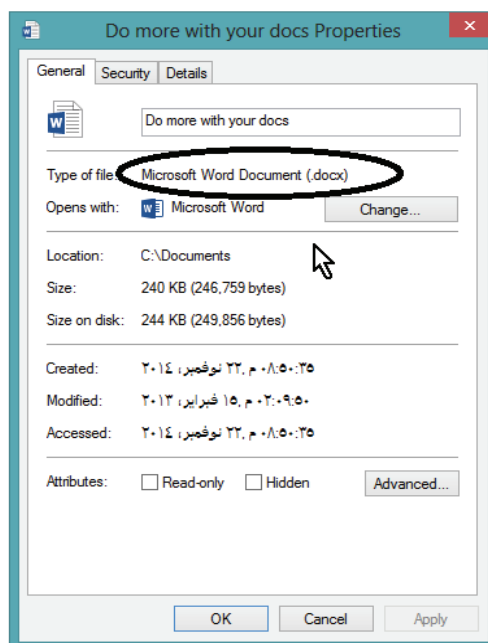 Do more with your docs Properties
General Security Details
Do more with your docs
Type of file: Microsoft Word Document (.docx)
Opens with: Microsoft Word Change...
Location: C:\Documents
Size: 240 KB (246,759 bytes)
Size on disk: 244 KB (249,856 bytes)
Created: ٢٢ نوفمبر، ٢٠١٤, ٠٨:٥٠:٣٥ م
Modified: ١٥ فبراير، ٢٠١٣, ٠٢:٠٩:٥٠ م
Accessed: ٢٢ نوفمبر، ٢٠١٤, ٠٨:٥٠:٣٥ م
Attributes: Read-only Hidden Advanced...
OK Cancel Apply